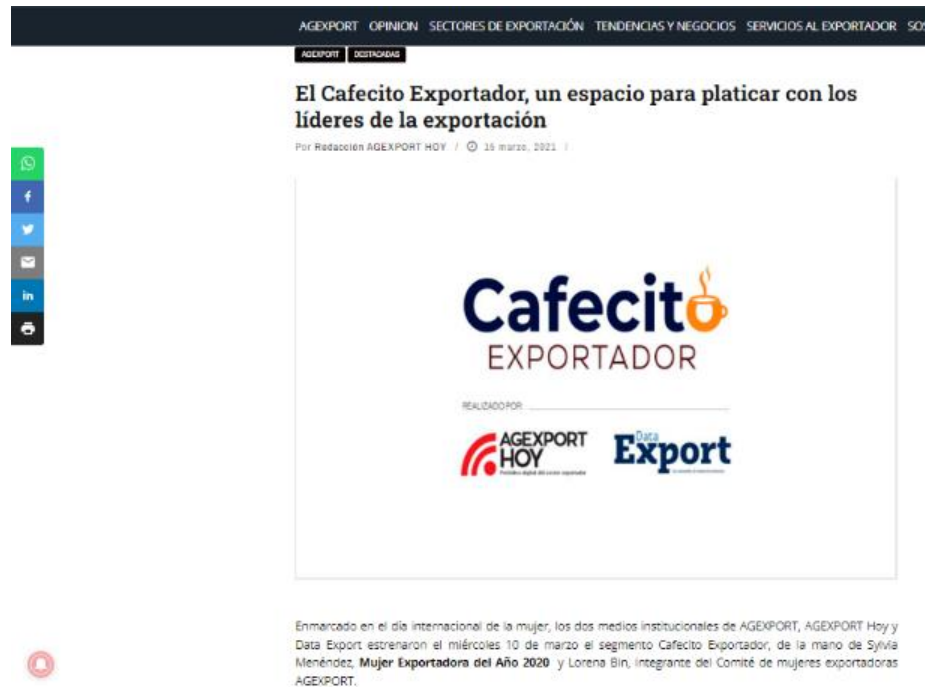 AGEXPORT OPINION SECTORES DE EXPORTACIÓN TENDENCIAS Y NEGOCIOS SERVICIOS AL EXPORTADOR SOS
AGEXPORT DESTACADAS
El Cafecito Exportador, un espacio para platicar con los
líderes de la exportación
Por Redacción AGEXPORT HOY / 15 marzo, 2021 /
Cafecito
EXPORTADOR
REALIZADO POR
AGEXPORT
HOY
Data
Export
Enmarcado en el día internacional de la mujer, los dos medios institucionales de AGEXPORT, AGEXPORT Hoy y
Data Export estrenaron el miércoles 10 de marzo el segmento Cafecito Exportador, de la mano de Sylvia
Menéndez, Mujer Exportadora del Año 2020 y Lorena Bin, integrante del Comité de mujeres exportadoras
AGEXPORT.